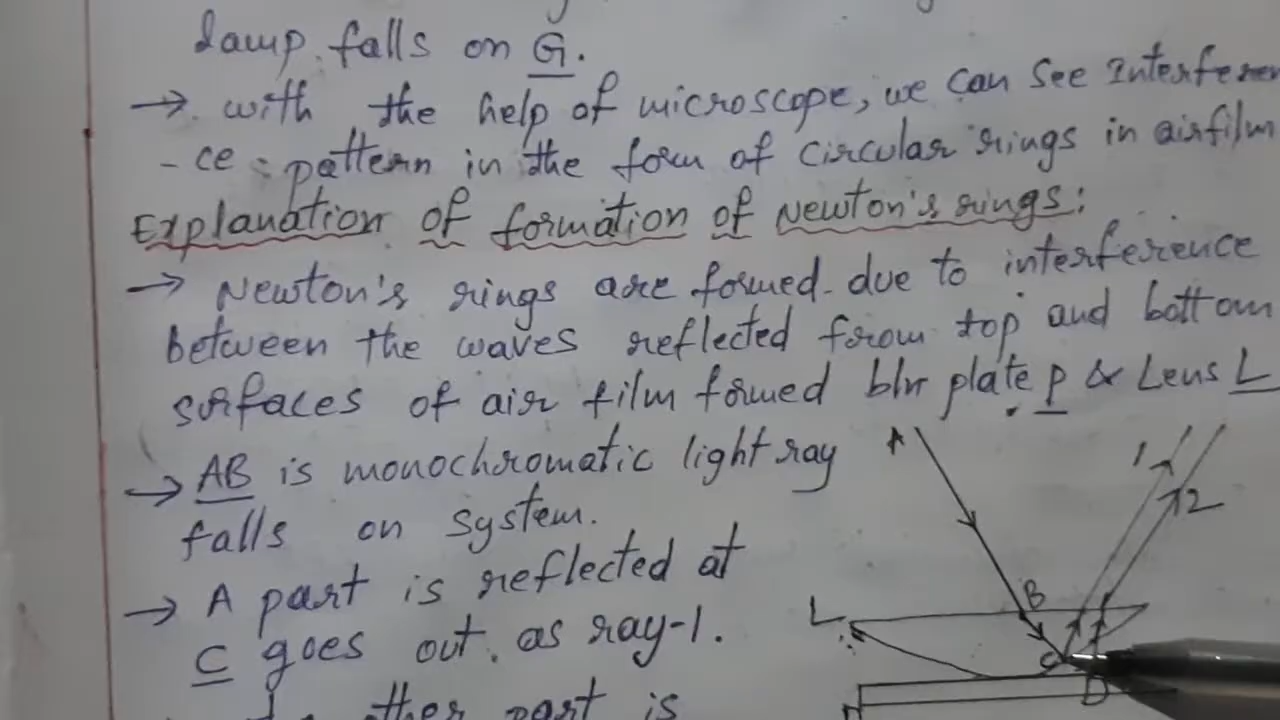 lamp falls on G.
→ with the help of microscope, we can see Interferen
-ce pattern in the form of circular rings in airfilm
Explanation of formation of Newton's rings:
→ Newton's rings are formed due to interference
between the waves reflected from top and bottom
surfaces of air film formed b/w plate P & Lens L
→ AB is monochromatic light ray
falls on system.
→ A part is reflected at
C goes out as ray-1.
other part is
A
1
2
B
L
C
D